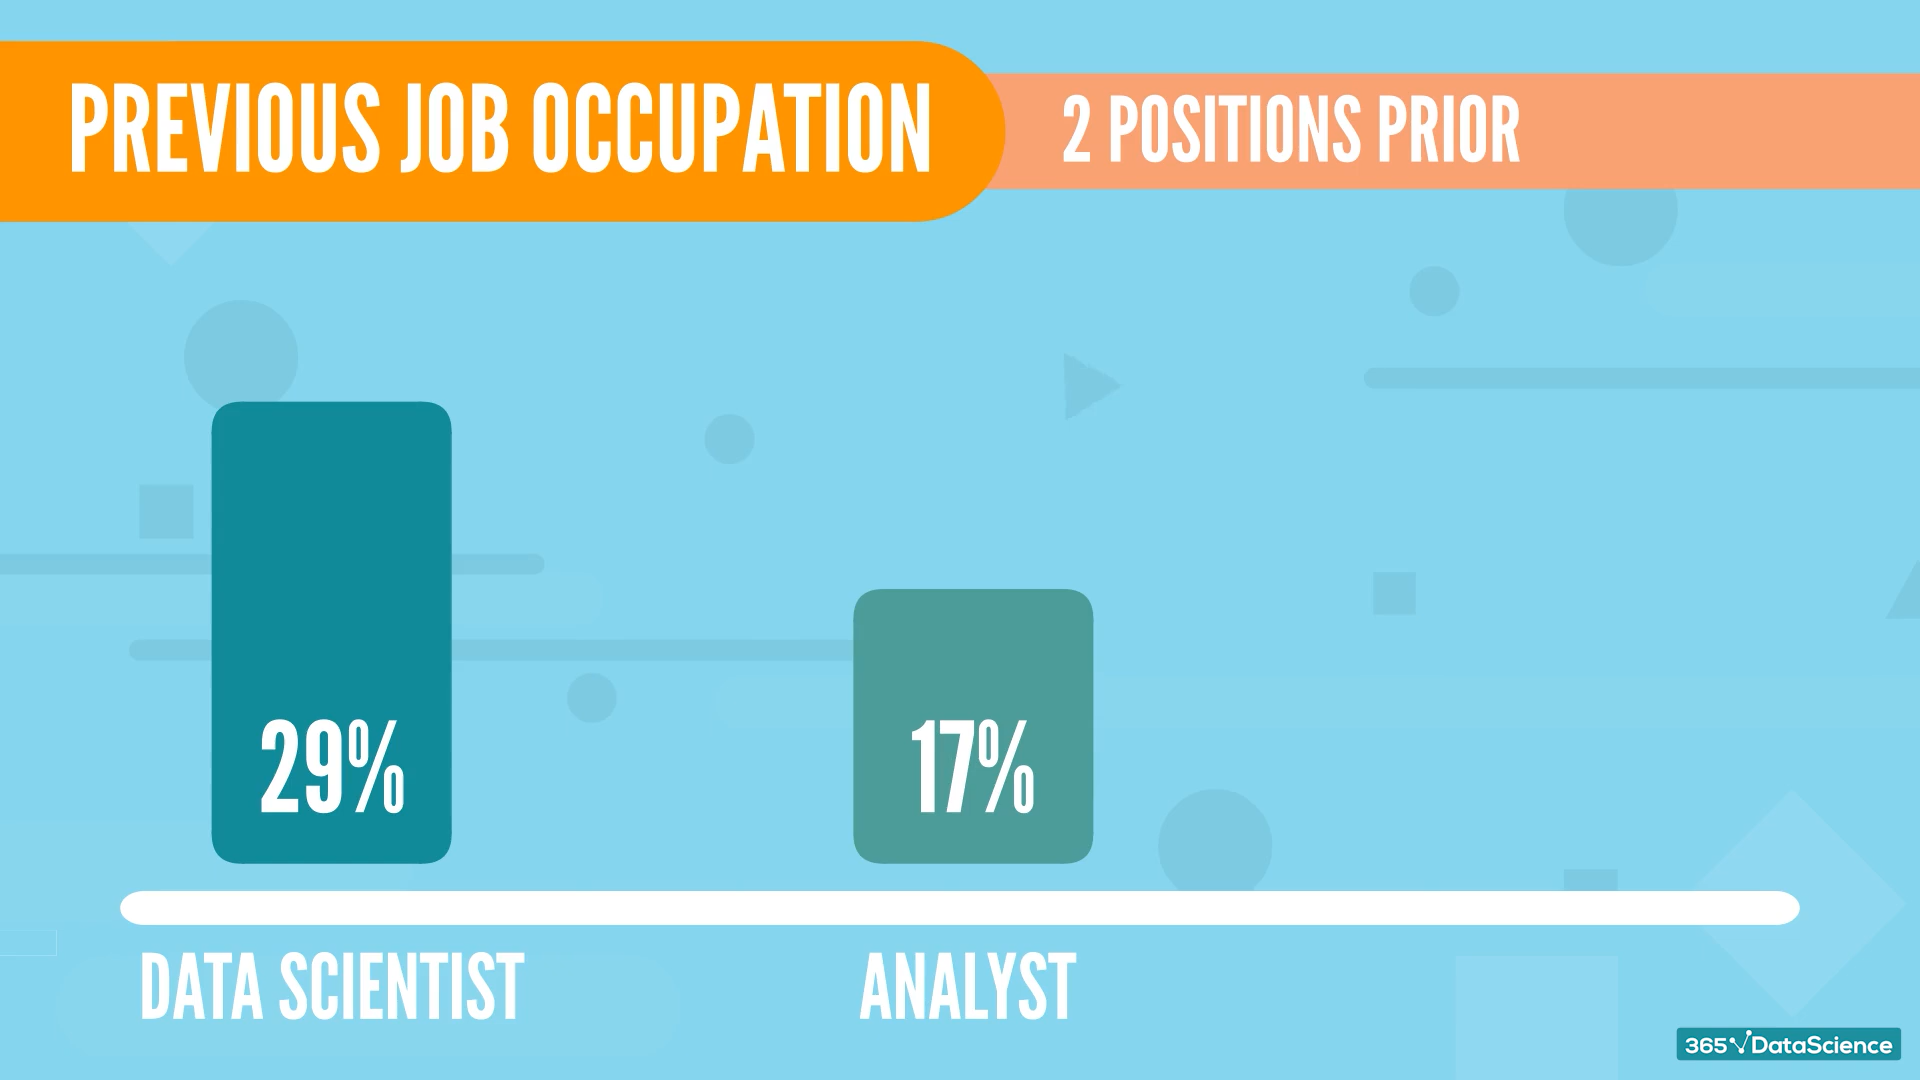 PREVIOUS JOB OCCUPATION
2 POSITIONS PRIOR
29%
17%
DATA SCIENTIST
ANALYST
365 DataScience